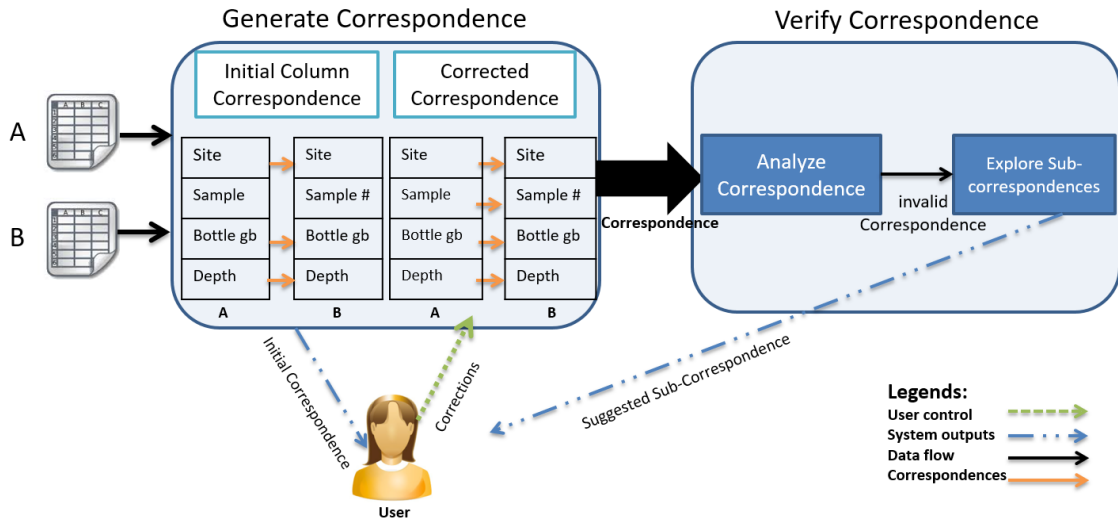 Generate Correspondence
Verify Correspondence
Initial Column
Correspondence
Corrected
Correspondence
A
B
Site
Sample
Bottle gb
Depth
A
Site
Sample #
Bottle gb
Depth
B
Site
Sample
Bottle gb
Depth
A
Site
Sample #
Bottle gb
Depth
B
Correspondence
Analyze
Correspondence
invalid
Correspondence
Explore Sub-
correspondences
Initial Correspondence
Corrections
Suggested Sub-Correspondence
User
Legends:
User control
System outputs
Data flow
Correspondences